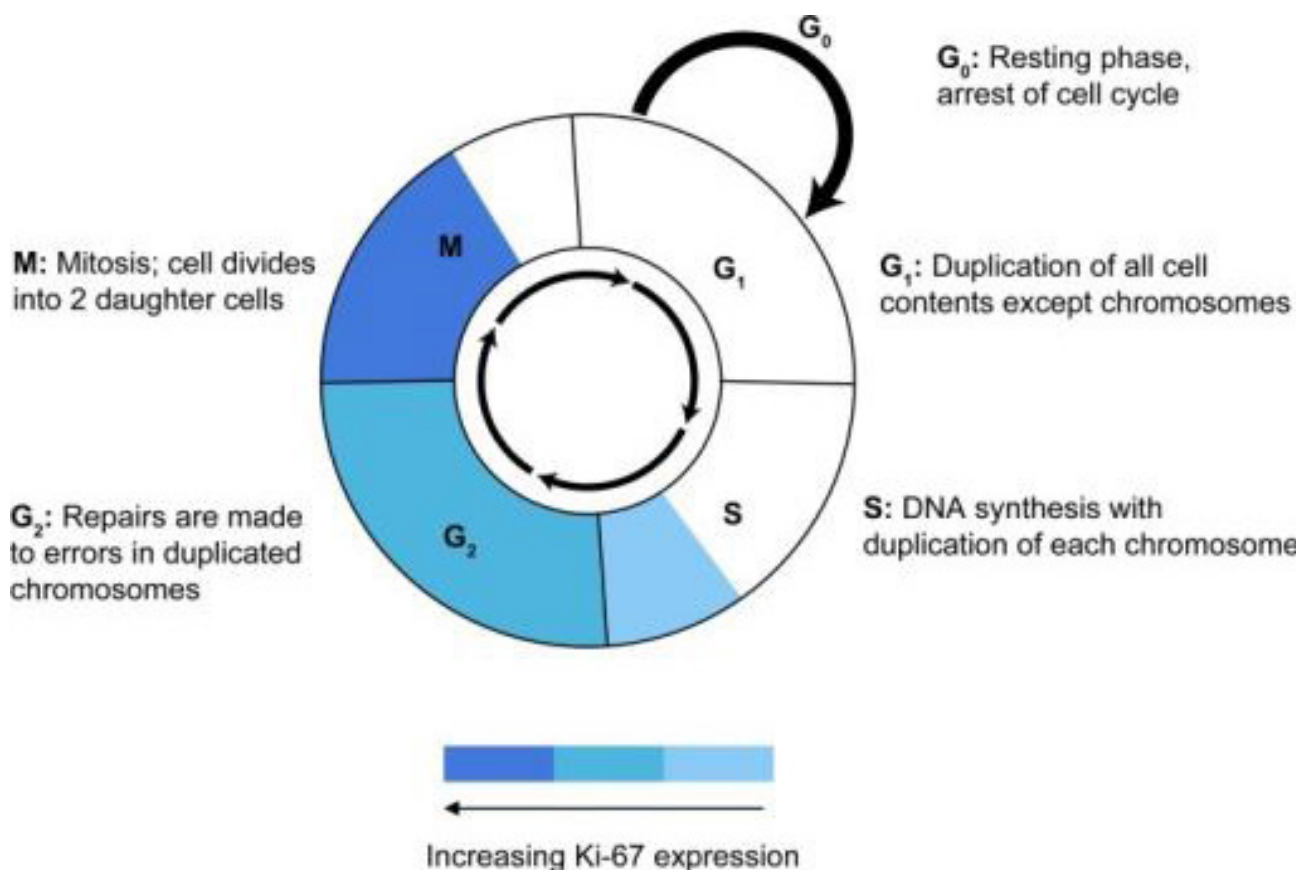 G₀
G₀: Resting phase,
arrest of cell cycle
M
G₁
M: Mitosis; cell divides
into 2 daughter cells
G₁: Duplication of all cell
contents except chromosomes
G₂: Repairs are made
to errors in duplicated
chromosomes
G₂
S
S: DNA synthesis with
duplication of each chromosome
Increasing Ki-67 expression